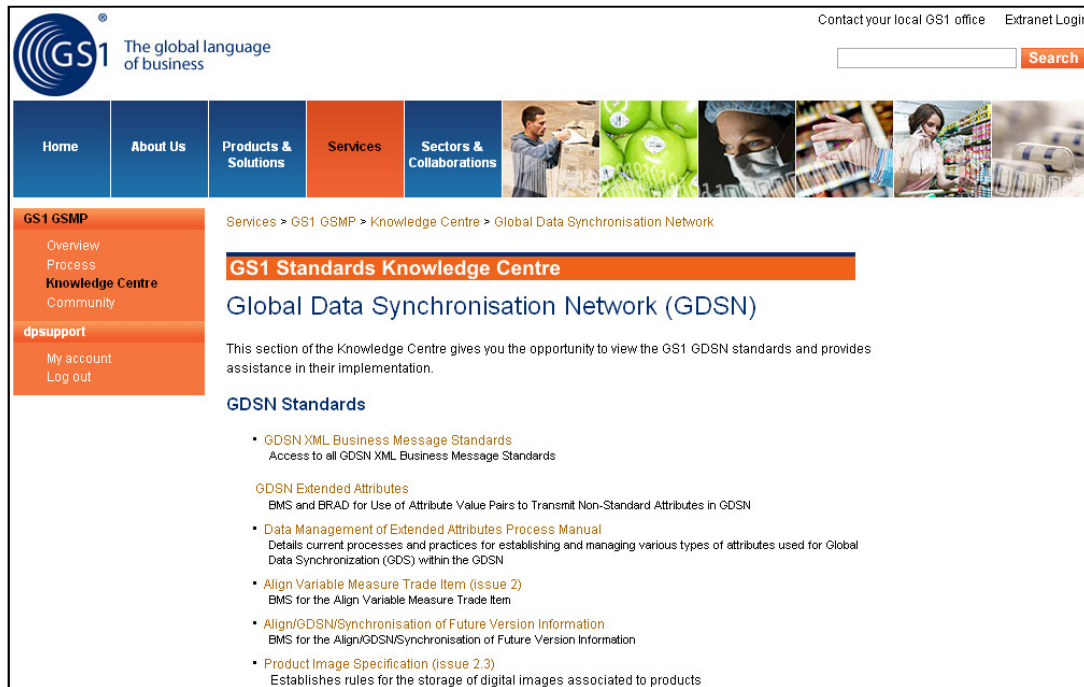 Contact your local GS1 office Extranet Login
®
GS1
The global language
of business
Search
Home
About Us
Products &
Solutions
Services
Sectors &
Collaborations
GS1 GSMP
Overview
Process
Knowledge Centre
Community
dpsupport
My account
Log out
Services > GS1 GSMP > Knowledge Centre > Global Data Synchronisation Network
GS1 Standards Knowledge Centre
Global Data Synchronisation Network (GDSN)
This section of the Knowledge Centre gives you the opportunity to view the GS1 GDSN standards and provides
assistance in their implementation.
GDSN Standards
▪ GDSN XML Business Message Standards
Access to all GDSN XML Business Message Standards
GDSN Extended Attributes
BMS and BRAD for Use of Attribute Value Pairs to Transmit Non-Standard Attributes in GDSN
▪ Data Management of Extended Attributes Process Manual
Details current processes and practices for establishing and managing various types of attributes used for Global
Data Synchronization (GDS) within the GDSN
▪ Align Variable Measure Trade Item (issue 2)
BMS for the Align Variable Measure Trade Item
▪ Align/GDSN/Synchronisation of Future Version Information
BMS for the Align/GDSN/Synchronisation of Future Version Information
▪ Product Image Specification (issue 2.3)
Establishes rules for the storage of digital images associated to products